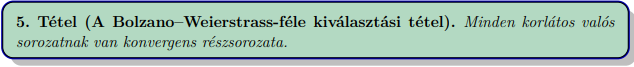 5. Tétel (A Bolzano–Weierstrass-féle kiválasztási tétel). Minden korlátos valós
sorozatnak van konvergens részsorozata.